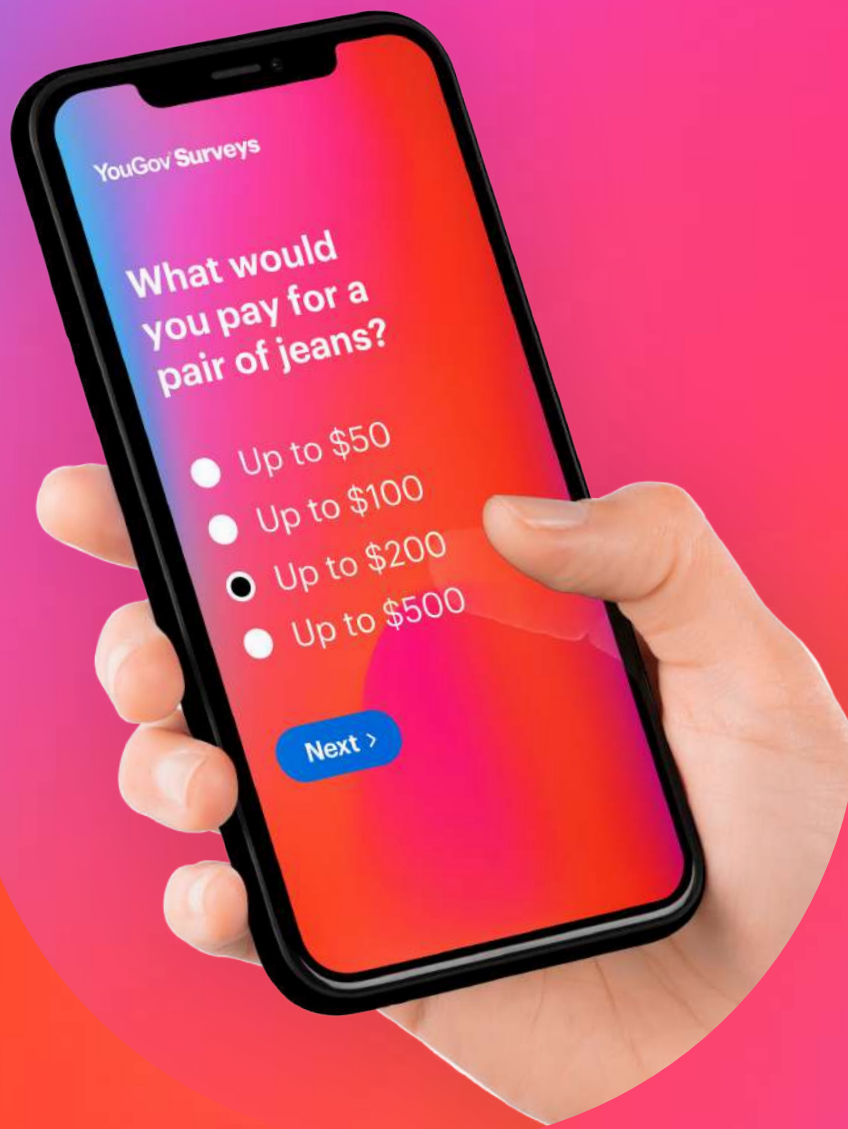 YouGov Surveys
What would
you pay for a
pair of jeans?
Up to $50
Up to $100
Up to $200
Up to $500
Next >